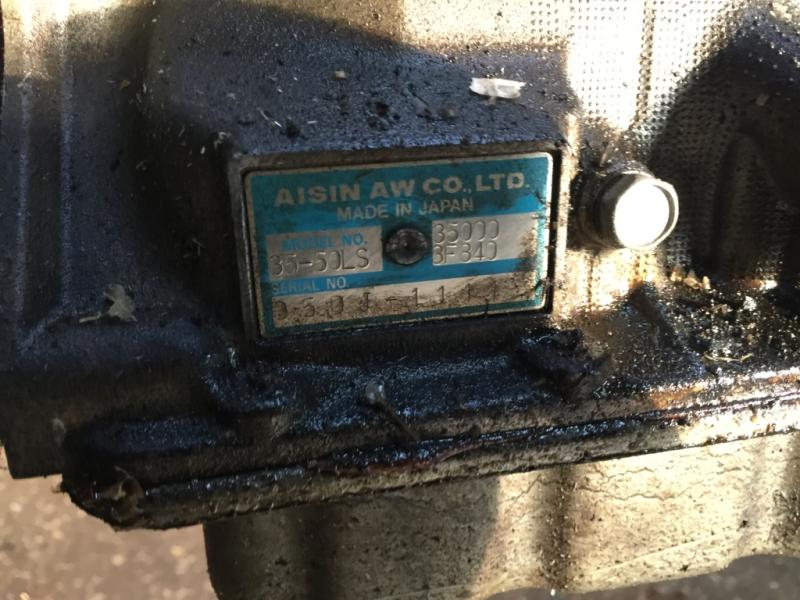 AISIN AW CO., LTD.
MADE IN JAPAN
MODEL NO. 35000
35-50LS 3F340
SERIAL NO.